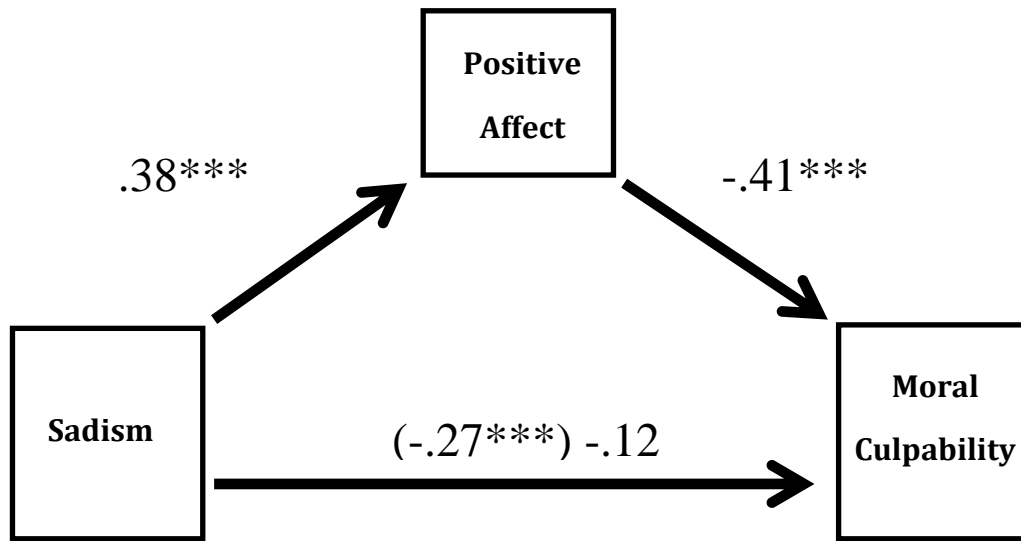 Positive
Affect
.38***
-.41***
Sadism
(-.27***) -.12
Moral
Culpability